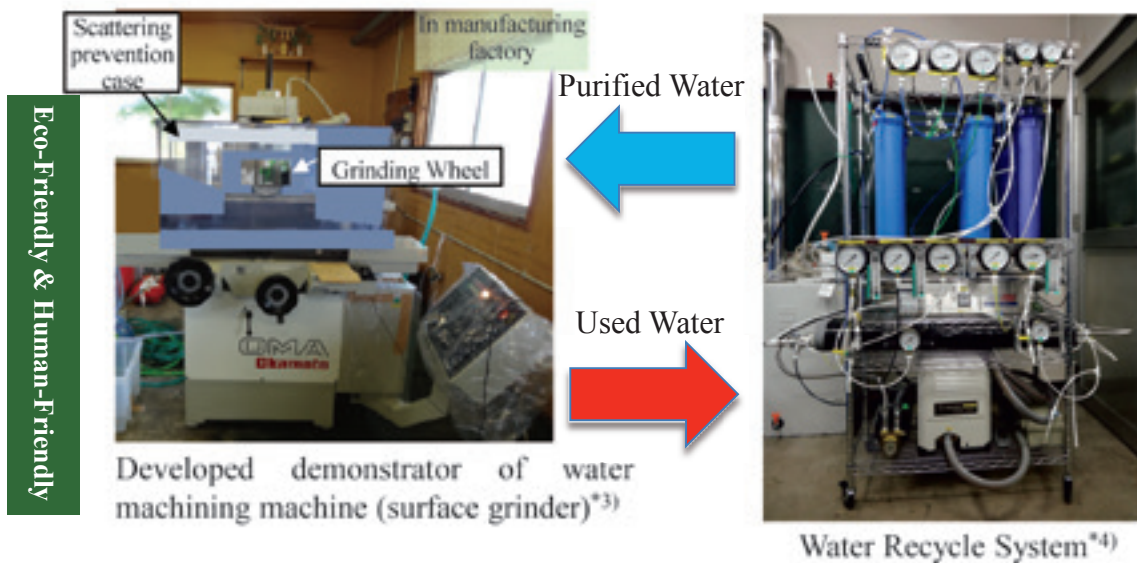 Scattering
prevention
case
In manufacturing
factory
Purified Water
Eco-Friendly & Human-Friendly
Grinding Wheel
Used Water
OMA
Okamoto
Developed demonstrator of water
machining machine (surface grinder)*3)
Water Recycle System*4)